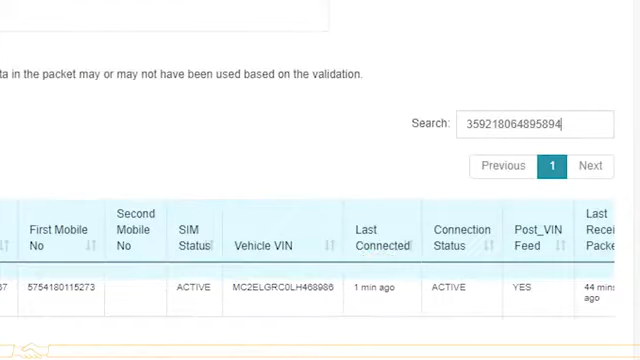 ta in the packet may or may not have been used based on the validation.
Search: 359218064895894
Previous 1 Next
First Mobile No Second Mobile No SIM Status Vehicle VIN Last Connected Connection Status Post_VIN Feed Last Recei Packe
67 5754180115273 ACTIVE MC2ELGRC0LH468986 1 min ago ACTIVE YES 44 mins ago